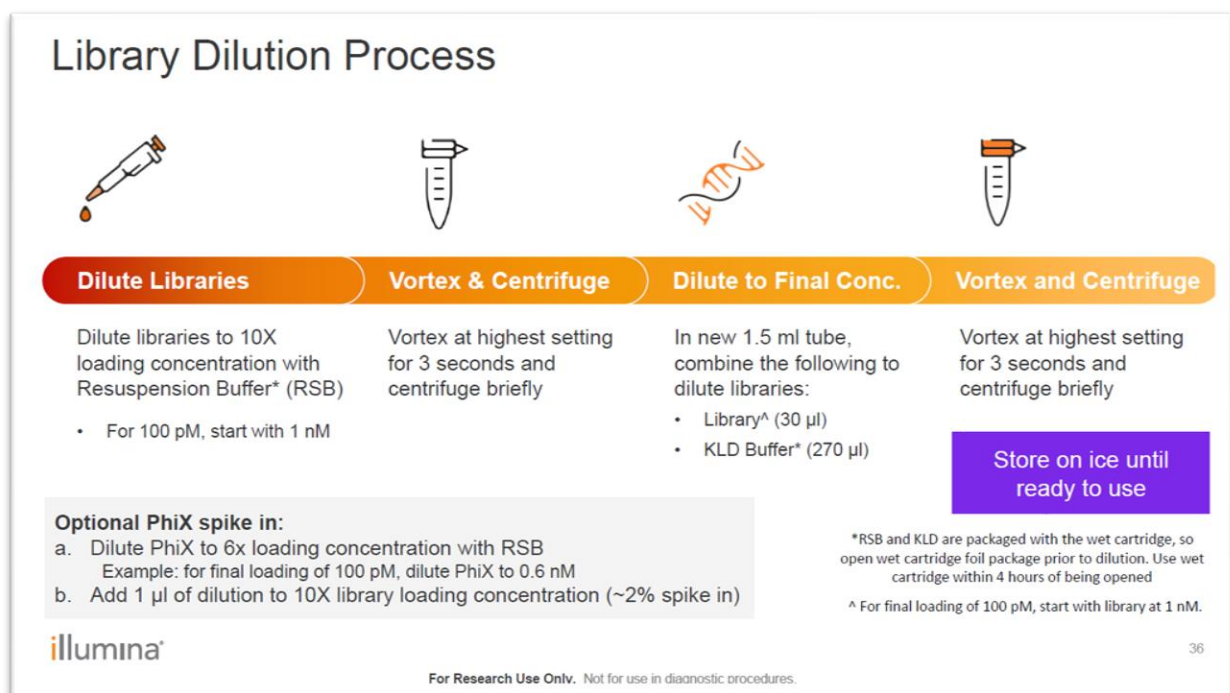 Library Dilution Process
Dilute Libraries
Vortex & Centrifuge
Dilute to Final Conc.
Vortex and Centrifuge
Dilute libraries to 10X
loading concentration with
Resuspension Buffer* (RSB)
• For 100 pM, start with 1 nM
Vortex at highest setting
for 3 seconds and
centrifuge briefly
In new 1.5 ml tube,
combine the following to
dilute libraries:
• Library^ (30 µl)
• KLD Buffer* (270 µl)
Vortex at highest setting
for 3 seconds and
centrifuge briefly
Store on ice until
ready to use
Optional PhiX spike in:
a. Dilute PhiX to 6x loading concentration with RSB
Example: for final loading of 100 pM, dilute PhiX to 0.6 nM
b. Add 1 µl of dilution to 10X library loading concentration (~2% spike in)
*RSB and KLD are packaged with the wet cartridge, so
open wet cartridge foil package prior to dilution. Use wet
cartridge within 4 hours of being opened
^ For final loading of 100 pM, start with library at 1 nM.
illumina®
36
For Research Use Only. Not for use in diagnostic procedures.